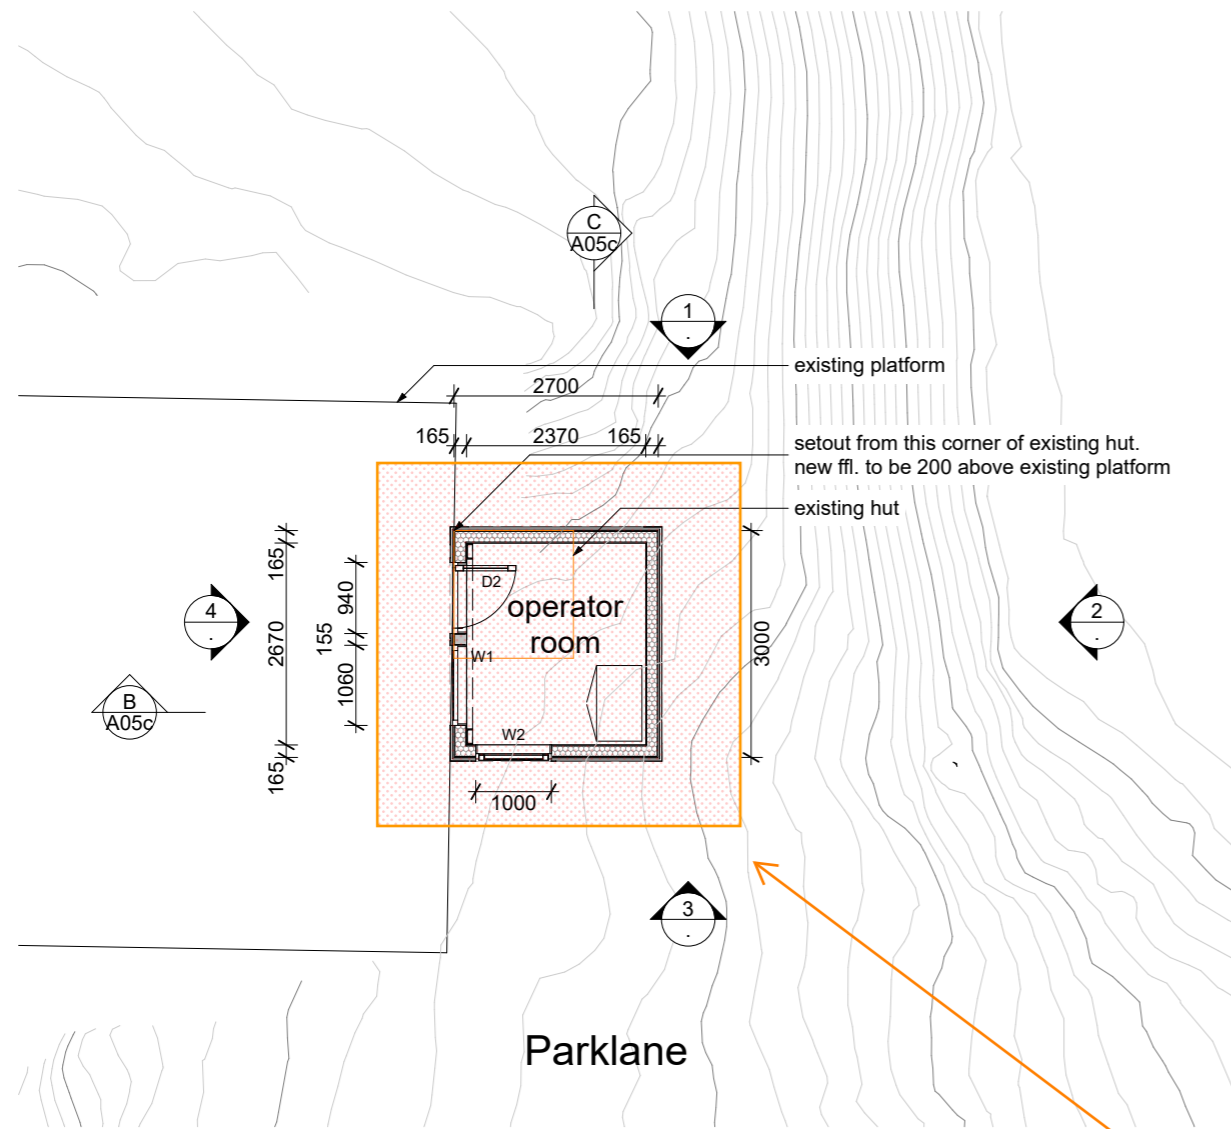 C
A05c
1
.
existing platform
2700
165
2370
165
setout from this corner of existing hut.
new ffl. to be 200 above existing platform
existing hut
165
940
D2
operator
room
4
.
2
.
2670
155
3000
W1
1060
B
A05c
W2
165
1000
3
.
Parklane